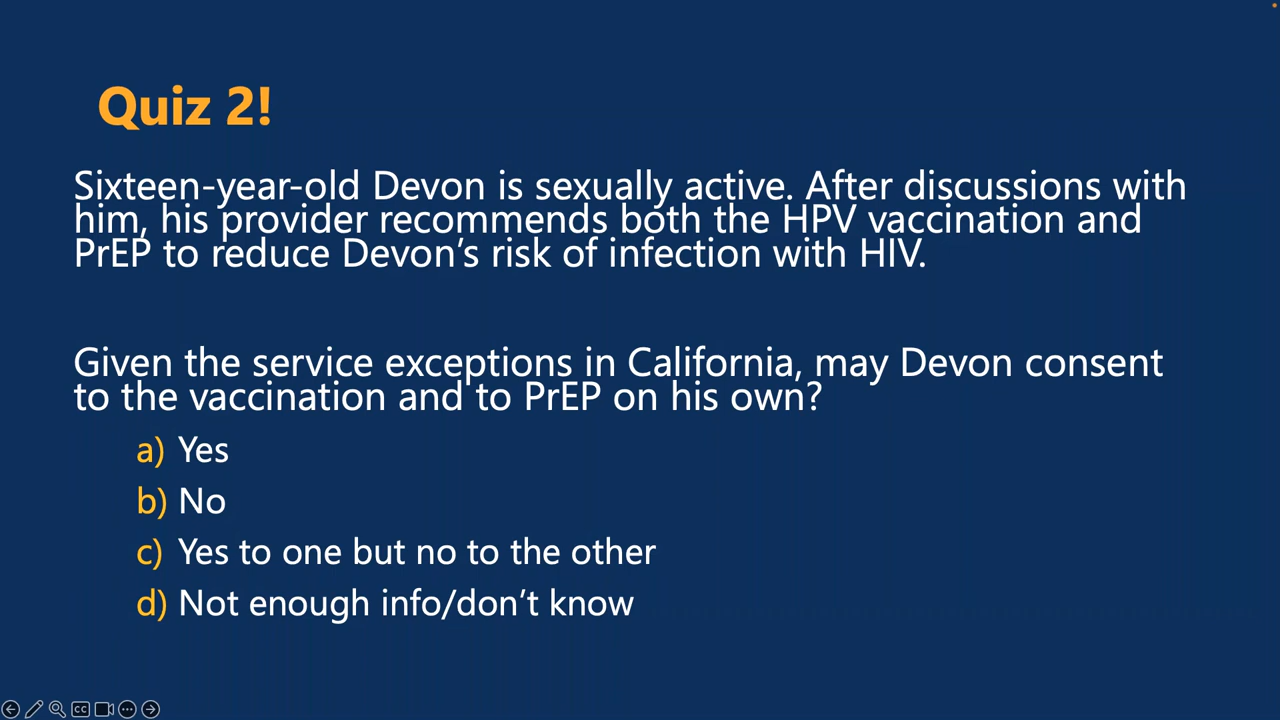 Quiz 2!
Sixteen-year-old Devon is sexually active. After discussions with
him, his provider recommends both the HPV vaccination and
PrEP to reduce Devon’s risk of infection with HIV.
Given the service exceptions in California, may Devon consent
to the vaccination and to PrEP on his own?
a) Yes
b) No
c) Yes to one but no to the other
d) Not enough info/don’t know
CC